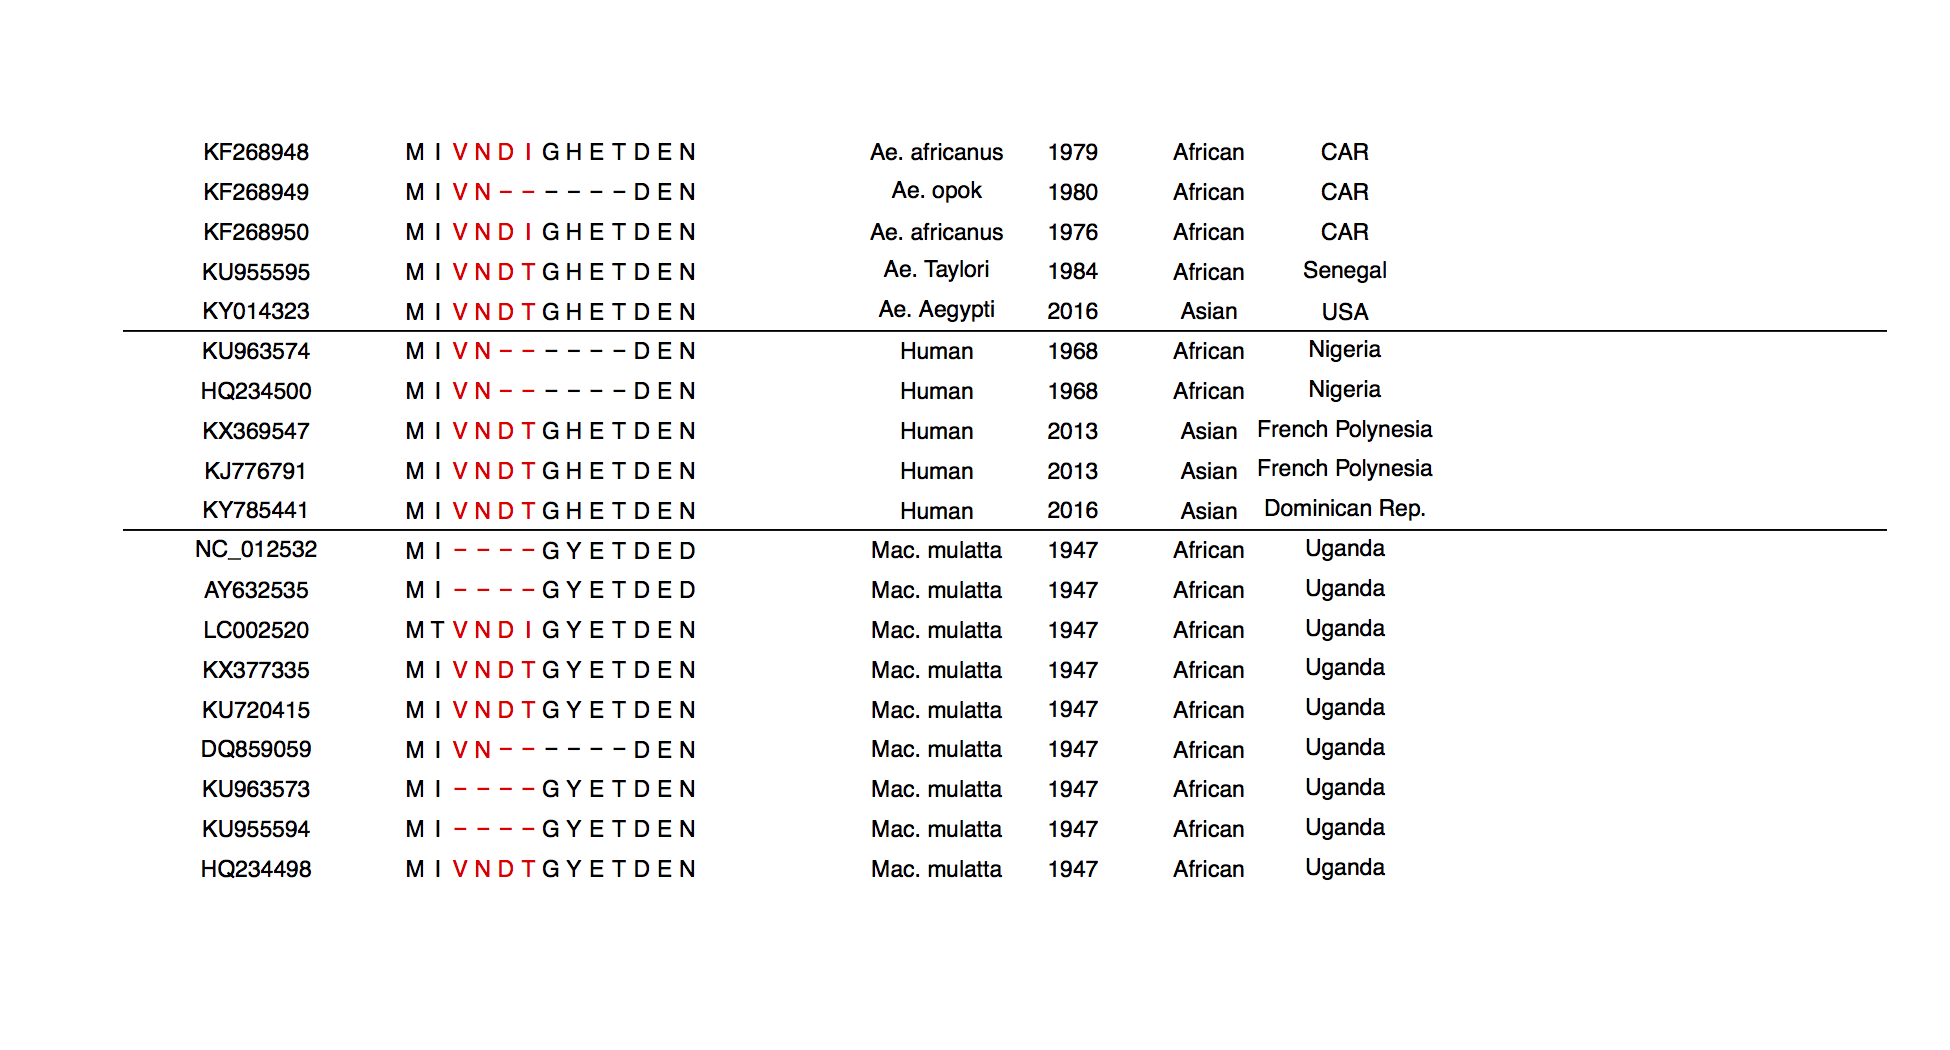 KF268948 M I V N D I G H E T D E N Ae. africanus 1979 African CAR
KF268949 M I V N - - - - - - D E N Ae. opok 1980 African CAR
KF268950 M I V N D I G H E T D E N Ae. africanus 1976 African CAR
KU955595 M I V N D T G H E T D E N Ae. Taylori 1984 African Senegal
KY014323 M I V N D T G H E T D E N Ae. Aegypti 2016 Asian USA
KU963574 M I V N - - - - - - D E N Human 1968 African Nigeria
HQ234500 M I V N - - - - - - D E N Human 1968 African Nigeria
KX369547 M I V N D T G H E T D E N Human 2013 Asian French Polynesia
KJ776791 M I V N D T G H E T D E N Human 2013 Asian French Polynesia
KY785441 M I V N D T G H E T D E N Human 2016 Asian Dominican Rep.
NC_012532 M I - - - - G Y E T D E D Mac. mulatta 1947 African Uganda
AY632535 M I - - - - G Y E T D E D Mac. mulatta 1947 African Uganda
LC002520 M T V N D I G Y E T D E N Mac. mulatta 1947 African Uganda
KX377335 M I V N D T G Y E T D E N Mac. mulatta 1947 African Uganda
KU720415 M I V N D T G Y E T D E N Mac. mulatta 1947 African Uganda
DQ859059 M I V N - - - - - - D E N Mac. mulatta 1947 African Uganda
KU963573 M I - - - - G Y E T D E N Mac. mulatta 1947 African Uganda
KU955594 M I - - - - G Y E T D E N Mac. mulatta 1947 African Uganda
HQ234498 M I V N D T G Y E T D E N Mac. mulatta 1947 African Uganda